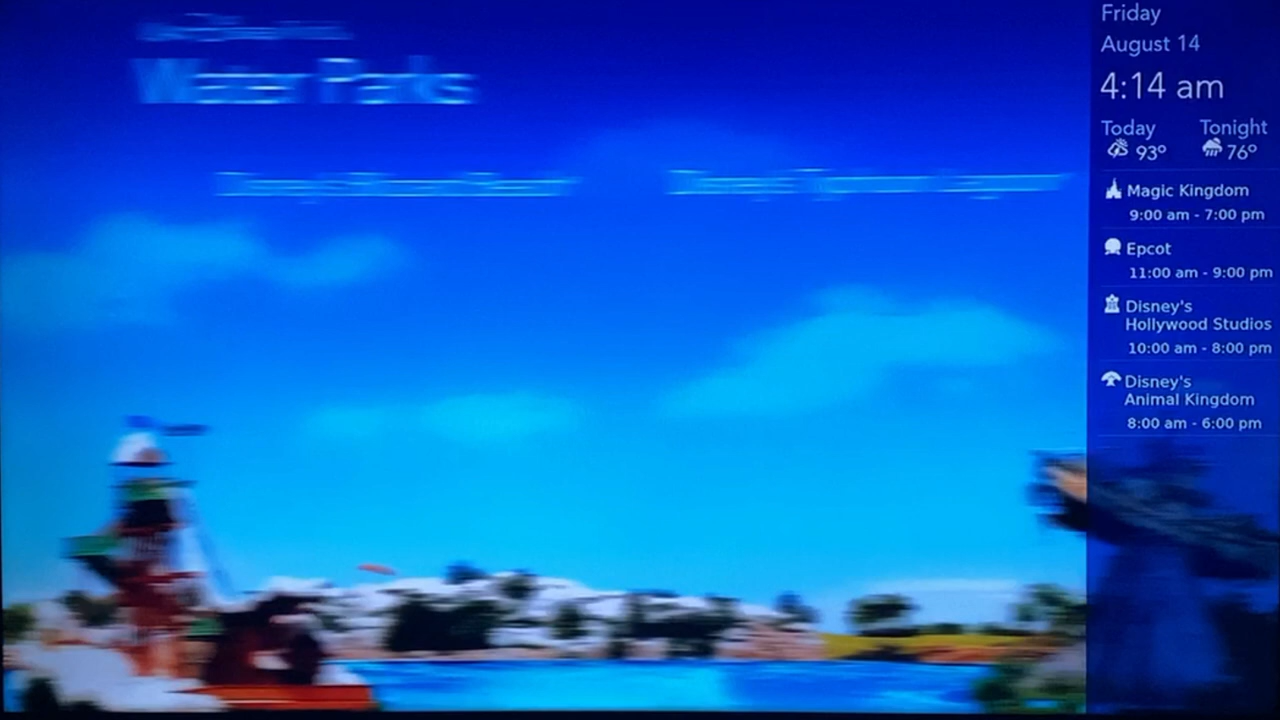 Water Parks
Friday
August 14
4:14 am
Today Tonight
93° 76°
Magic Kingdom
9:00 am - 7:00 pm
Epcot
11:00 am - 9:00 pm
Disney's
Hollywood Studios
10:00 am - 8:00 pm
Disney's
Animal Kingdom
8:00 am - 6:00 pm